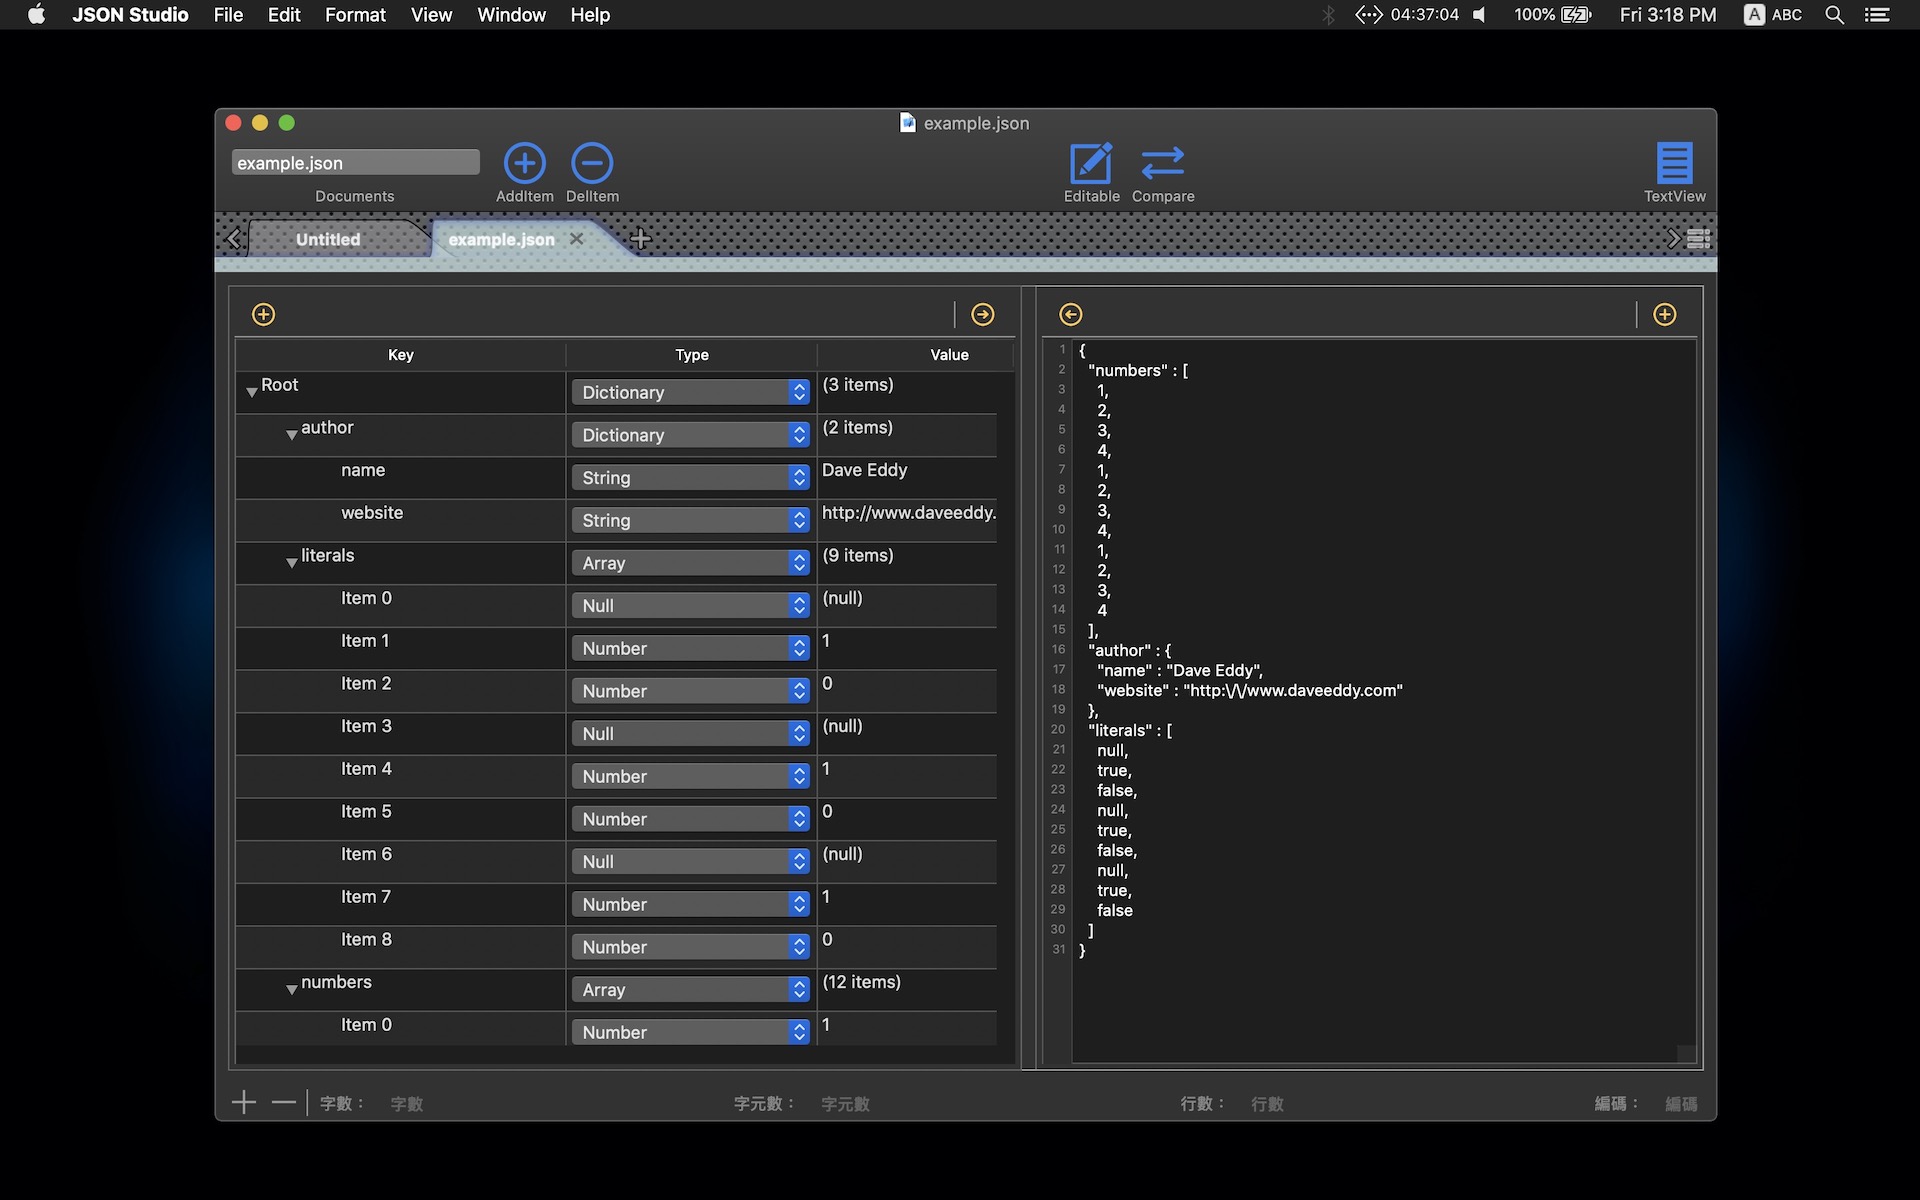 JSON Studio File Edit Format View Window Help 04:37:04 100% Fri 3:18 PM A ABC
example.json
example.json
Documents AddItem DelItem Editable Compare TextView
Untitled example.json
Key Type Value
Root Dictionary (3 items)
author Dictionary (2 items)
name String Dave Eddy
website String http://www.daveeddy.
literals Array (9 items)
Item 0 Null (null)
Item 1 Number 1
Item 2 Number 0
Item 3 Null (null)
Item 4 Number 1
Item 5 Number 0
Item 6 Null (null)
Item 7 Number 1
Item 8 Number 0
numbers Array (12 items)
Item 0 Number 1
1 {
2 "numbers" : [
3 1,
4 2,
5 3,
6 4,
7 1,
8 2,
9 3,
10 4,
11 1,
12 2,
13 3,
14 4
15 ],
16 "author" : {
17 "name" : "Dave Eddy",
18 "website" : "http:\/\/www.daveeddy.com"
19 },
20 "literals" : [
21 null,
22 true,
23 false,
24 null,
25 true,
26 false,
27 null,
28 true,
29 false
30 ]
31 }
字數： 字數 字元數： 字元數 行數： 行數 編碼： 編碼